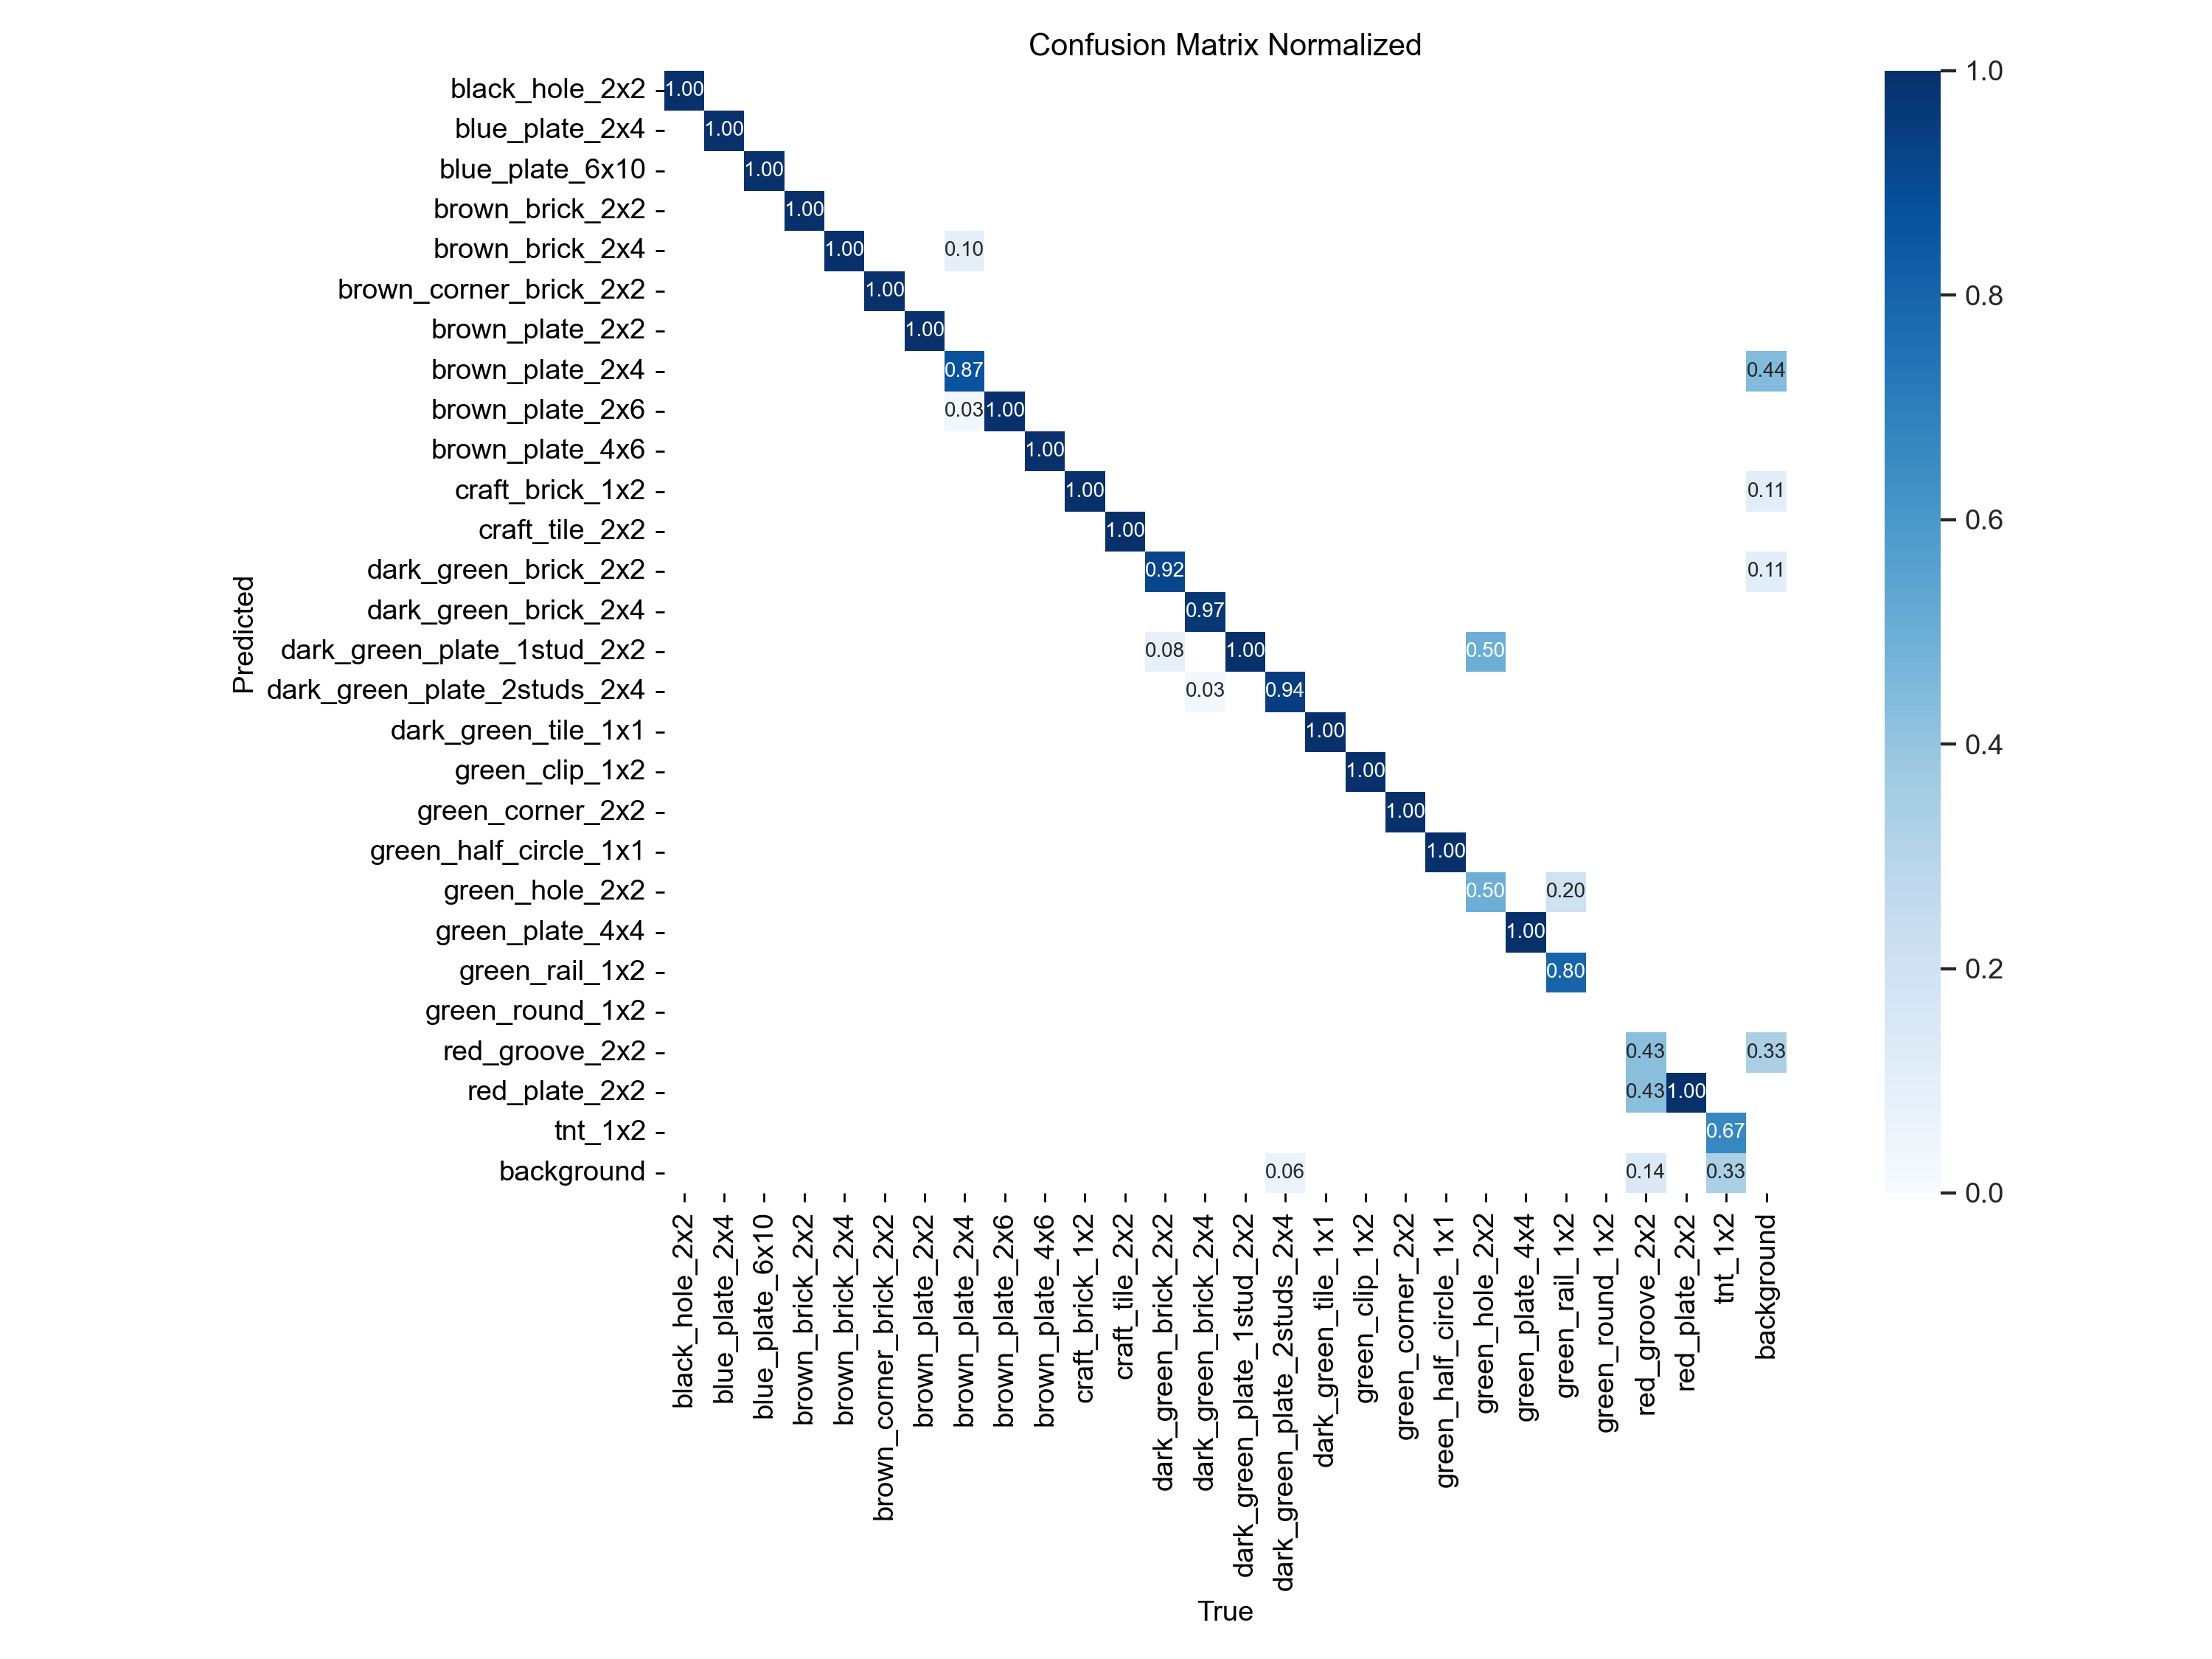 Confusion Matrix Normalized
black_hole_2x2 1.00 1.0
blue_plate_2x4 1.00
blue_plate_6x10 1.00
brown_brick_2x2 1.00
brown_brick_2x4 1.00 0.10
brown_corner_brick_2x2 1.00 0.8
brown_plate_2x2 1.00
brown_plate_2x4 0.87 0.44
brown_plate_2x6 0.03 1.00
brown_plate_4x6 1.00
craft_brick_1x2 1.00 0.11
craft_tile_2x2 1.00 0.6
dark_green_brick_2x2 0.92 0.11
dark_green_brick_2x4 0.97
Predicted
dark_green_plate_1stud_2x2 0.08 1.00 0.50
dark_green_plate_2studs_2x4 0.03 0.94
dark_green_tile_1x1 1.00 0.4
green_clip_1x2 1.00
green_corner_2x2 1.00
green_half_circle_1x1 1.00
green_hole_2x2 0.50 0.20
green_plate_4x4 1.00
green_rail_1x2 0.80 0.2
green_round_1x2
red_groove_2x2 0.43 0.33
red_plate_2x2 0.43 1.00
tnt_1x2 0.67
background 0.06 0.14 0.33 0.0
black_hole_2x2
blue_plate_2x4
blue_plate_6x10
brown_brick_2x2
brown_brick_2x4
brown_corner_brick_2x2
brown_plate_2x2
brown_plate_2x4
brown_plate_2x6
brown_plate_4x6
craft_brick_1x2
craft_tile_2x2
dark_green_brick_2x2
dark_green_brick_2x4
dark_green_plate_1stud_2x2
dark_green_plate_2studs_2x4
dark_green_tile_1x1
green_clip_1x2
green_corner_2x2
green_half_circle_1x1
green_hole_2x2
green_plate_4x4
green_rail_1x2
green_round_1x2
red_groove_2x2
red_plate_2x2
tnt_1x2
background
True